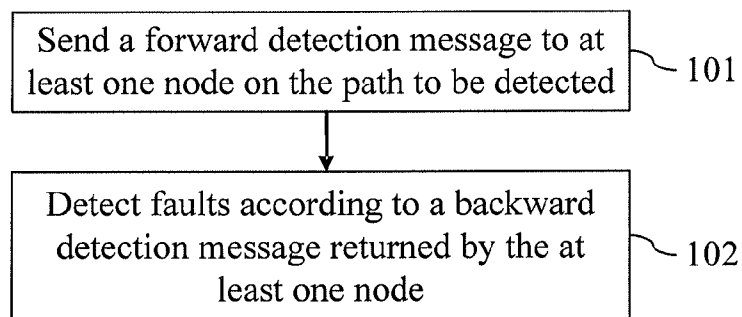 Send a forward detection message to at
least one node on the path to be detected
101
Detect faults according to a backward
detection message returned by the at
least one node
102